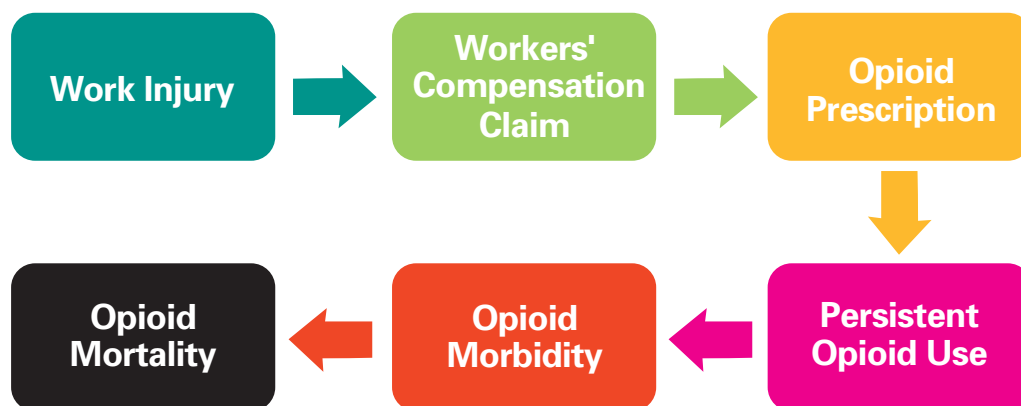 Work Injury
Workers'
Compensation
Claim
Opioid
Prescription
Persistent
Opioid Use
Opioid
Morbidity
Opioid
Mortality